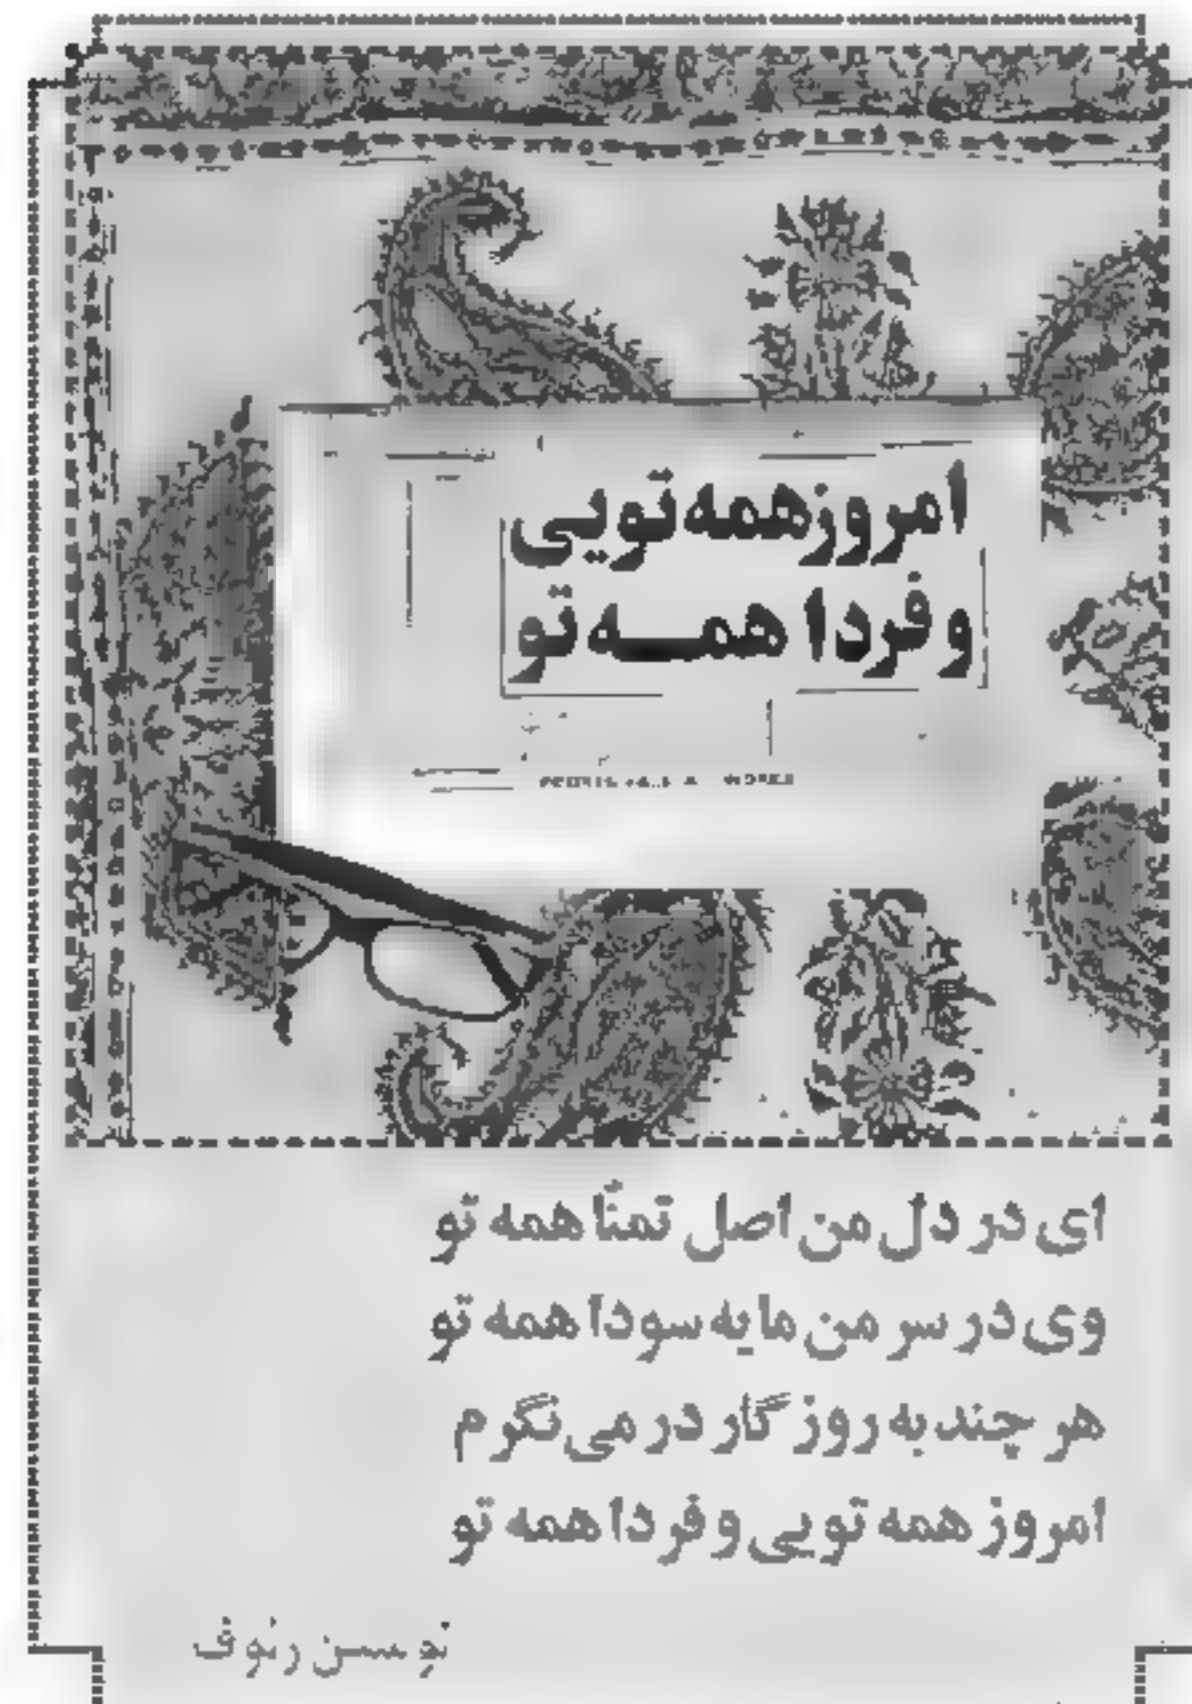 امروز همه تویی
و فردا همه تو
ای در دل من اصل تمنّا همه تو
وی در سر من مایه سودا همه تو
هر چند به روزگار در می‌نگرم
امروز همه تویی و فردا همه تو